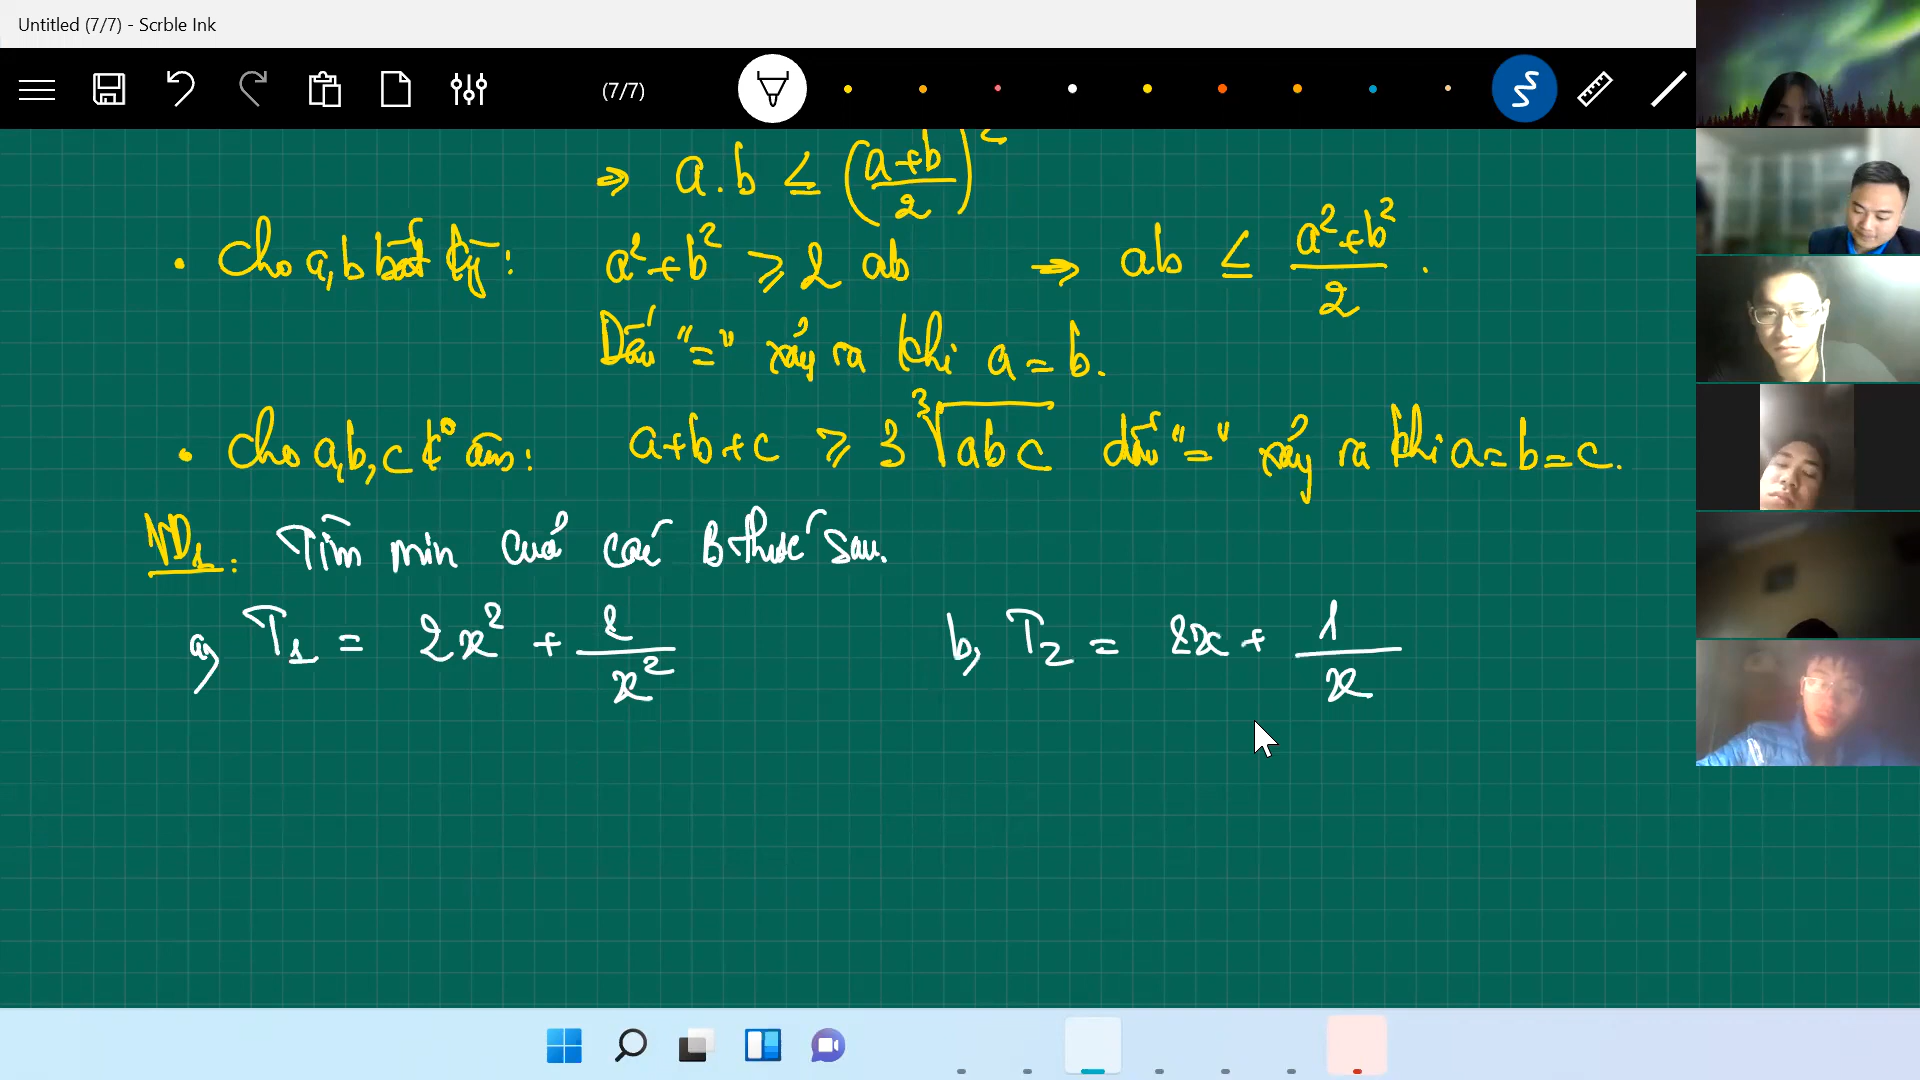 Untitled (7/7) - Scrble Ink
(7/7)
⇒ a.b ≤ (a+b/2)²
• Cho a,b bất kỳ: a²+b² ≥ 2ab ⇒ ab ≤ a²+b²/2.
Dấu "=" xảy ra khi a=b.
• Cho a,b,c k° âm: a+b+c ≥ 3∛abc dấu "=" xảy ra khi a=b=c.
VD1: Tìm min của các Bthức sau.
a, T1 = 2x² + 2/x² b, T2 = 2x + 1/x